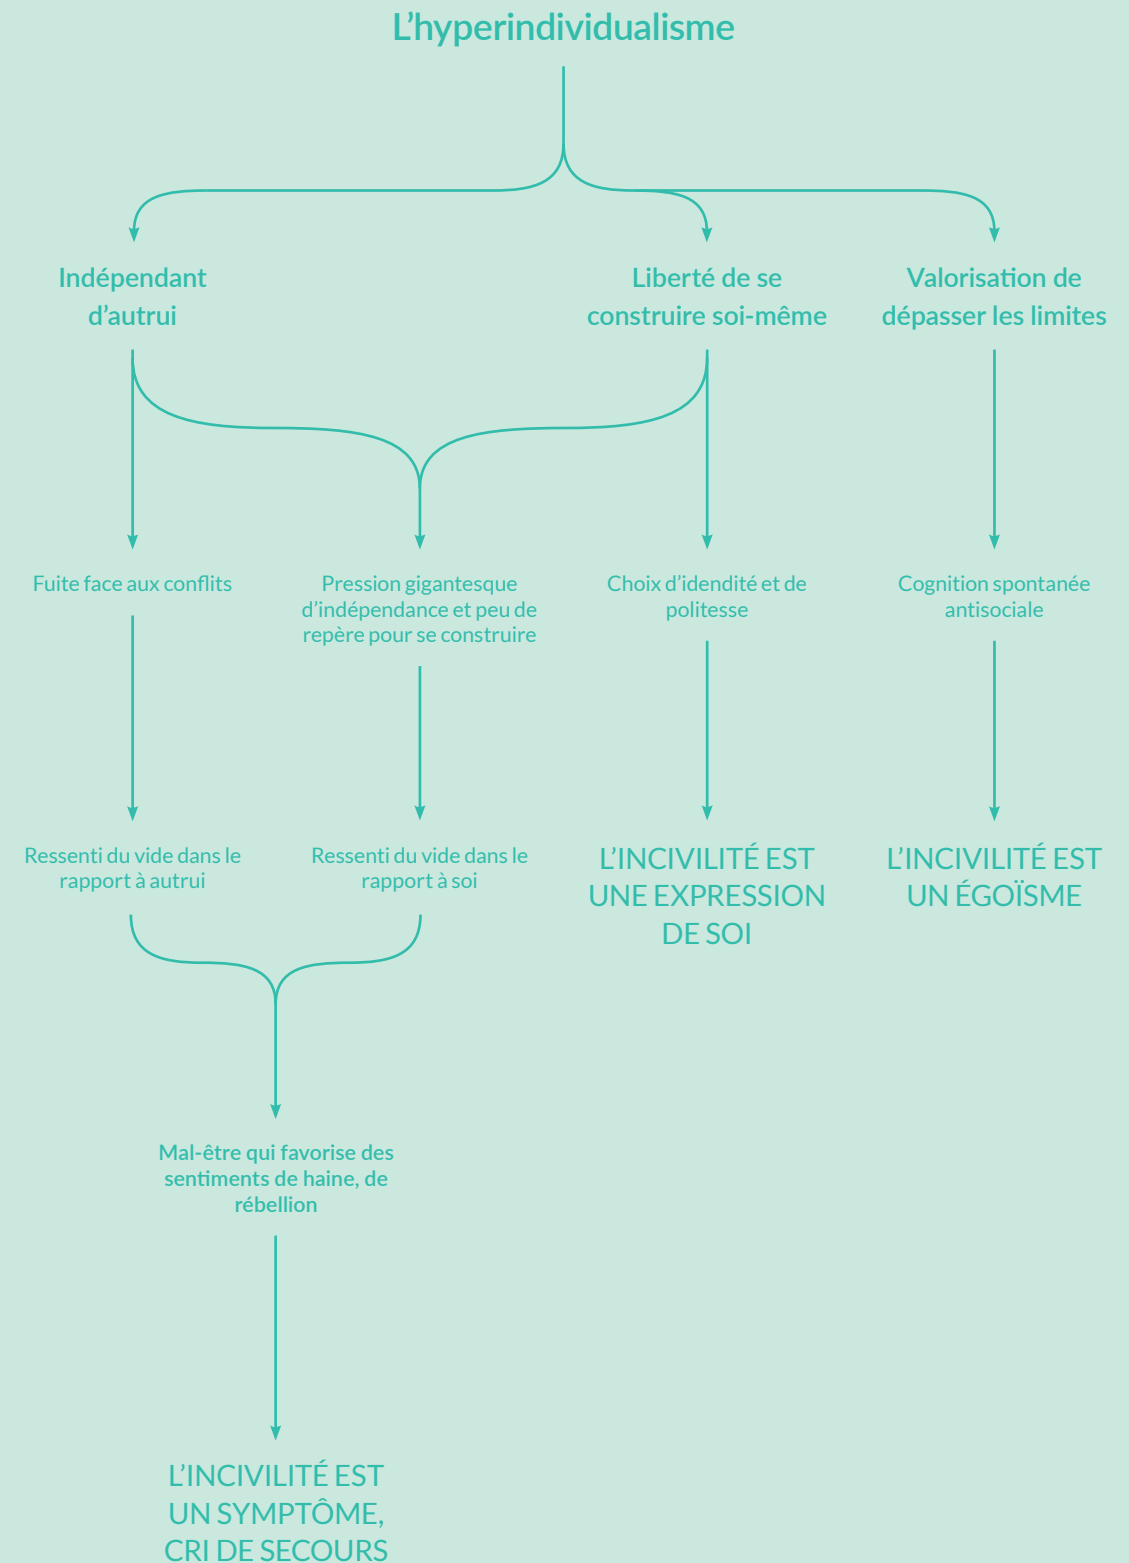 L’hyperindividualisme
Indépendant
d’autrui
Liberté de se
construire soi-même
Valorisation de
dépasser les limites
Fuite face aux conflits
Pression gigantesque
d’indépendance et peu de
repère pour se construire
Choix d’idendité et de
politesse
Cognition spontanée
antisociale
Ressenti du vide dans le
rapport à autrui
Ressenti du vide dans le
rapport à soi
L’INCIVILITÉ EST
UNE EXPRESSION
DE SOI
L’INCIVILITÉ EST
UN ÉGOÏSME
Mal-être qui favorise des
sentiments de haine, de
rébellion
L’INCIVILITÉ EST
UN SYMPTÔME,
CRI DE SECOURS